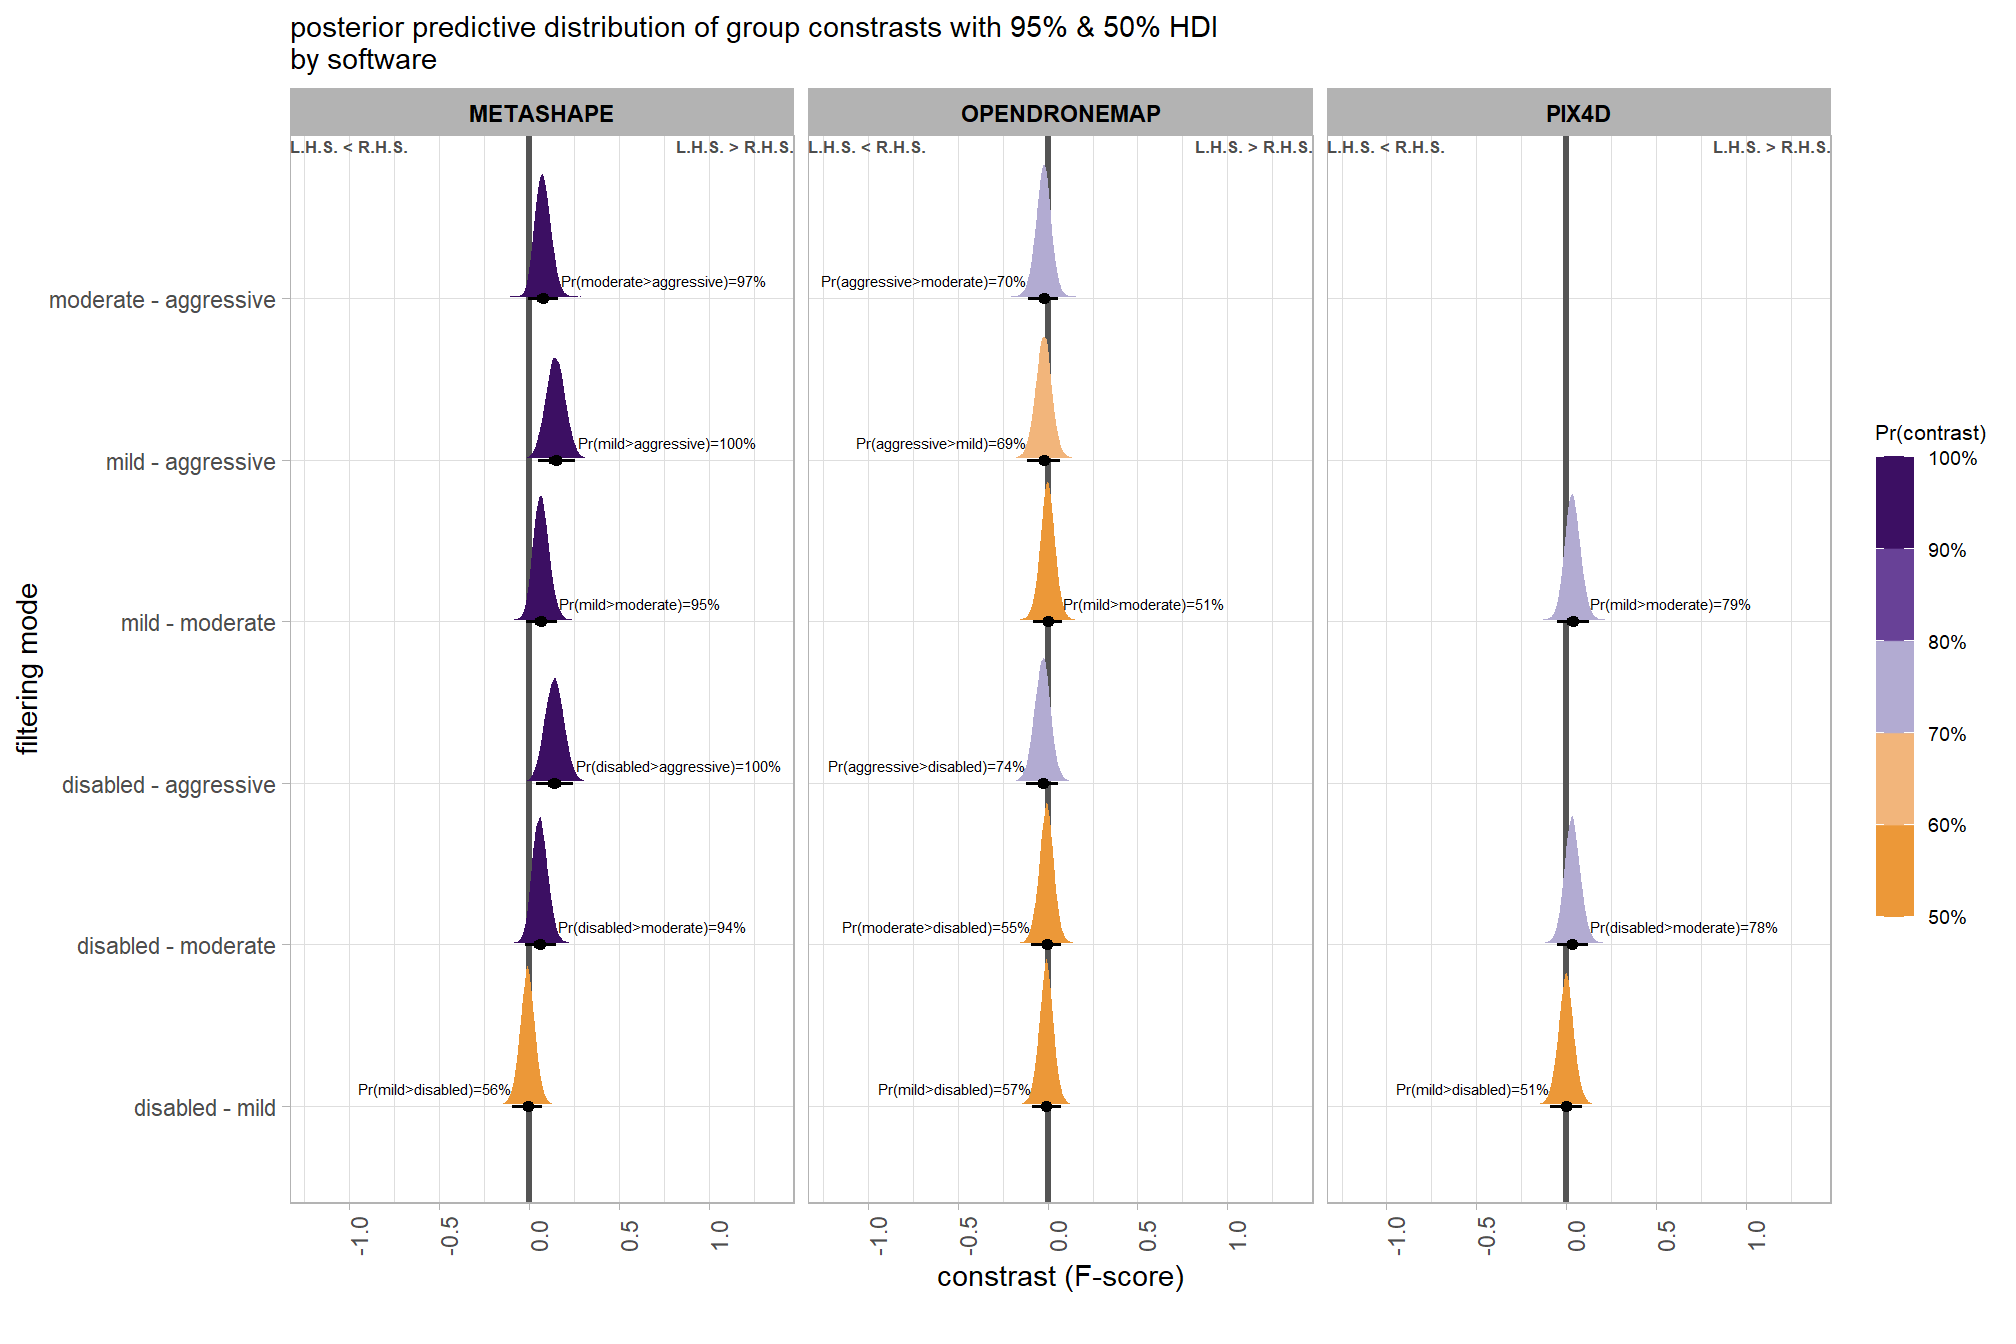 posterior predictive distribution of group constrasts with 95% & 50% HDI
by software
METASHAPE
OPENDRONEMAP
PIX4D
L.H.S. < R.H.S.
L.H.S. > R.H.S.
L.H.S. < R.H.S.
L.H.S. > R.H.S.
L.H.S. < R.H.S.
L.H.S. > R.H.S.
filtering mode
moderate - aggressive
Pr(moderate>aggressive)=97%
Pr(aggressive>moderate)=70%
mild - aggressive
Pr(mild>aggressive)=100%
Pr(aggressive>mild)=69%
mild - moderate
Pr(mild>moderate)=95%
Pr(mild>moderate)=51%
Pr(mild>moderate)=79%
disabled - aggressive
Pr(disabled>aggressive)=100%
Pr(aggressive>disabled)=74%
disabled - moderate
Pr(disabled>moderate)=94%
Pr(moderate>disabled)=55%
Pr(disabled>moderate)=78%
disabled - mild
Pr(mild>disabled)=56%
Pr(mild>disabled)=57%
Pr(mild>disabled)=51%
-1.0
-0.5
0.0
0.5
1.0
-1.0
-0.5
0.0
0.5
1.0
-1.0
-0.5
0.0
0.5
1.0
constrast (F-score)
Pr(contrast)
100%
90%
80%
70%
60%
50%